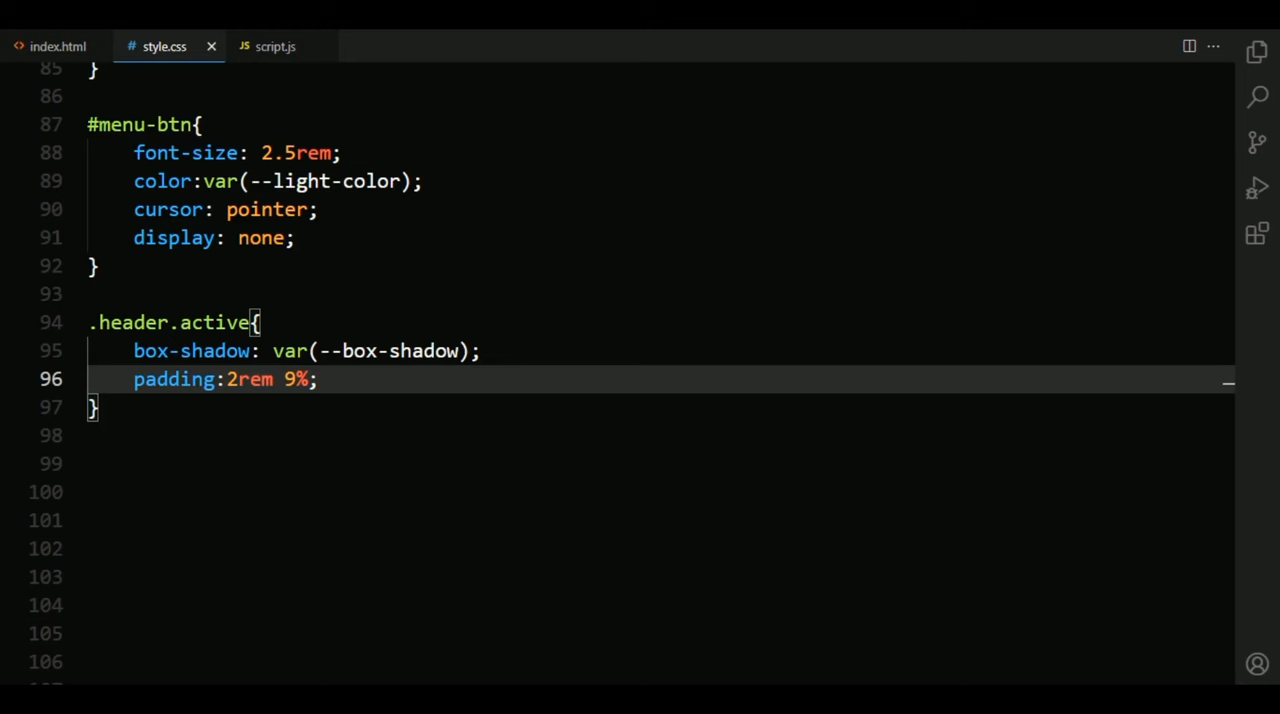 index.html
# style.css
JS script.js
85 }
86
87 #menu-btn{
88 font-size: 2.5rem;
89 color:var(--light-color);
90 cursor: pointer;
91 display: none;
92 }
93
94 .header.active{
95 box-shadow: var(--box-shadow);
96 padding:2rem 9%;
97 }
98
99
100
101
102
103
104
105
106